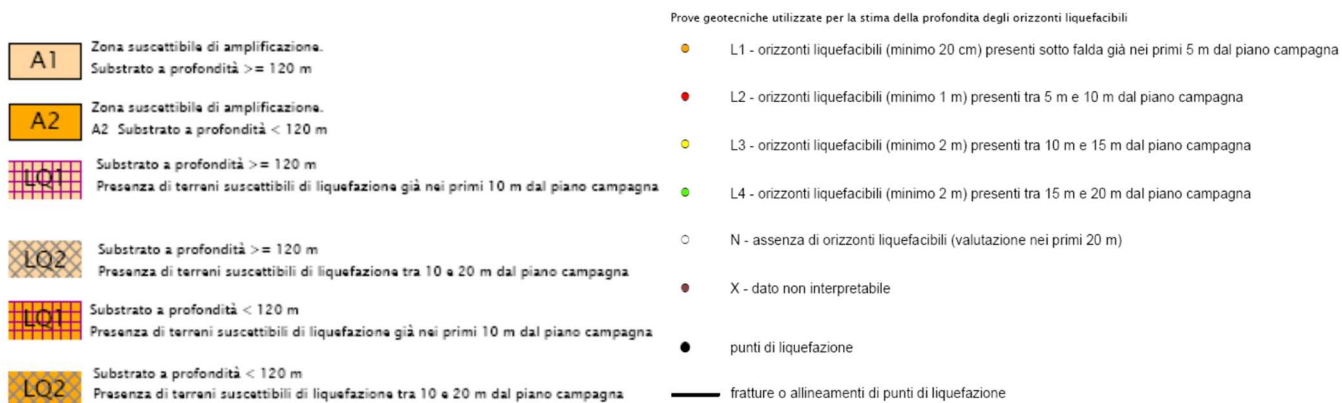 A1
Zona suscettibile di amplificazione.
Substrato a profondità >= 120 m
A2
Zona suscettibile di amplificazione.
A2 Substrato a profondità < 120 m
LQ1
Substrato a profondità >= 120 m
Presenza di terreni suscettibili di liquefazione già nei primi 10 m dal piano campagna
LQ2
Substrato a profondità >= 120 m
Presenza di terreni suscettibili di liquefazione tra 10 e 20 m dal piano campagna
LQ1
Substrato a profondità < 120 m
Presenza di terreni suscettibili di liquefazione già nei primi 10 m dal piano campagna
LQ2
Substrato a profondità < 120 m
Presenza di terreni suscettibili di liquefazione tra 10 e 20 m dal piano campagna
Prove geotecniche utilizzate per la stima della profondita degli orizzonti liquefacibili
L1 - orizzonti liquefacibili (minimo 20 cm) presenti sotto falda già nei primi 5 m dal piano campagna
L2 - orizzonti liquefacibili (minimo 1 m) presenti tra 5 m e 10 m dal piano campagna
L3 - orizzonti liquefacibili (minimo 2 m) presenti tra 10 m e 15 m dal piano campagna
L4 - orizzonti liquefacibili (minimo 2 m) presenti tra 15 m e 20 m dal piano campagna
N - assenza di orizzonti liquefacibili (valutazione nei primi 20 m)
X - dato non interpretabile
punti di liquefazione
fratture o allineamenti di punti di liquefazione